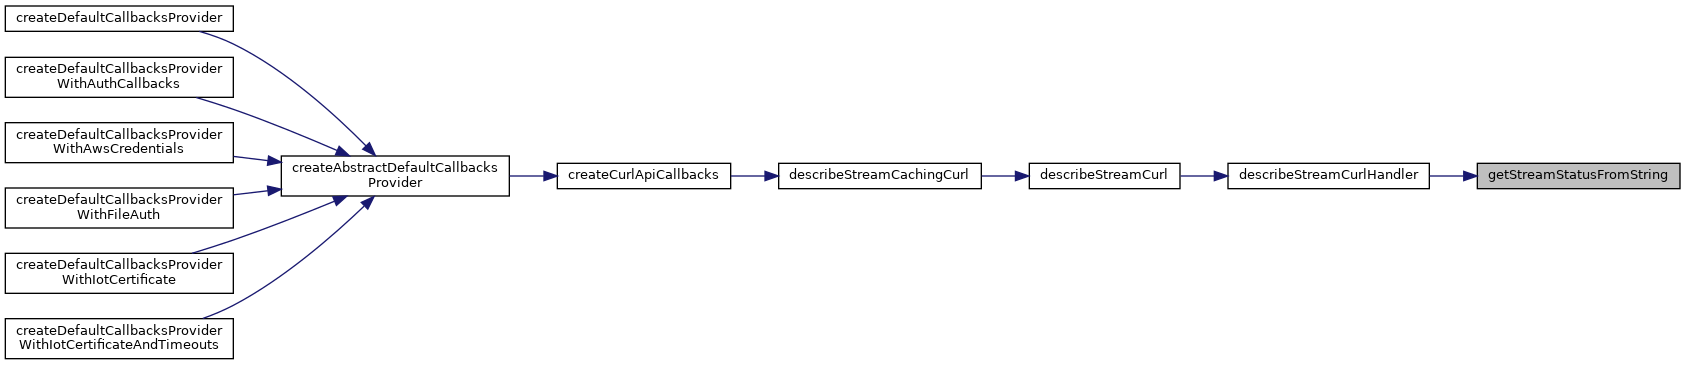 createDefaultCallbacksProvider
createDefaultCallbacksProvider
WithAuthCallbacks
createDefaultCallbacksProvider
WithAwsCredentials
createDefaultCallbacksProvider
WithFileAuth
createDefaultCallbacksProvider
WithIotCertificate
createDefaultCallbacksProvider
WithIotCertificateAndTimeouts
createAbstractDefaultCallbacks
Provider
createCurlApiCallbacks
describeStreamCachingCurl
describeStreamCurl
describeStreamCurlHandler
getStreamStatusFromString